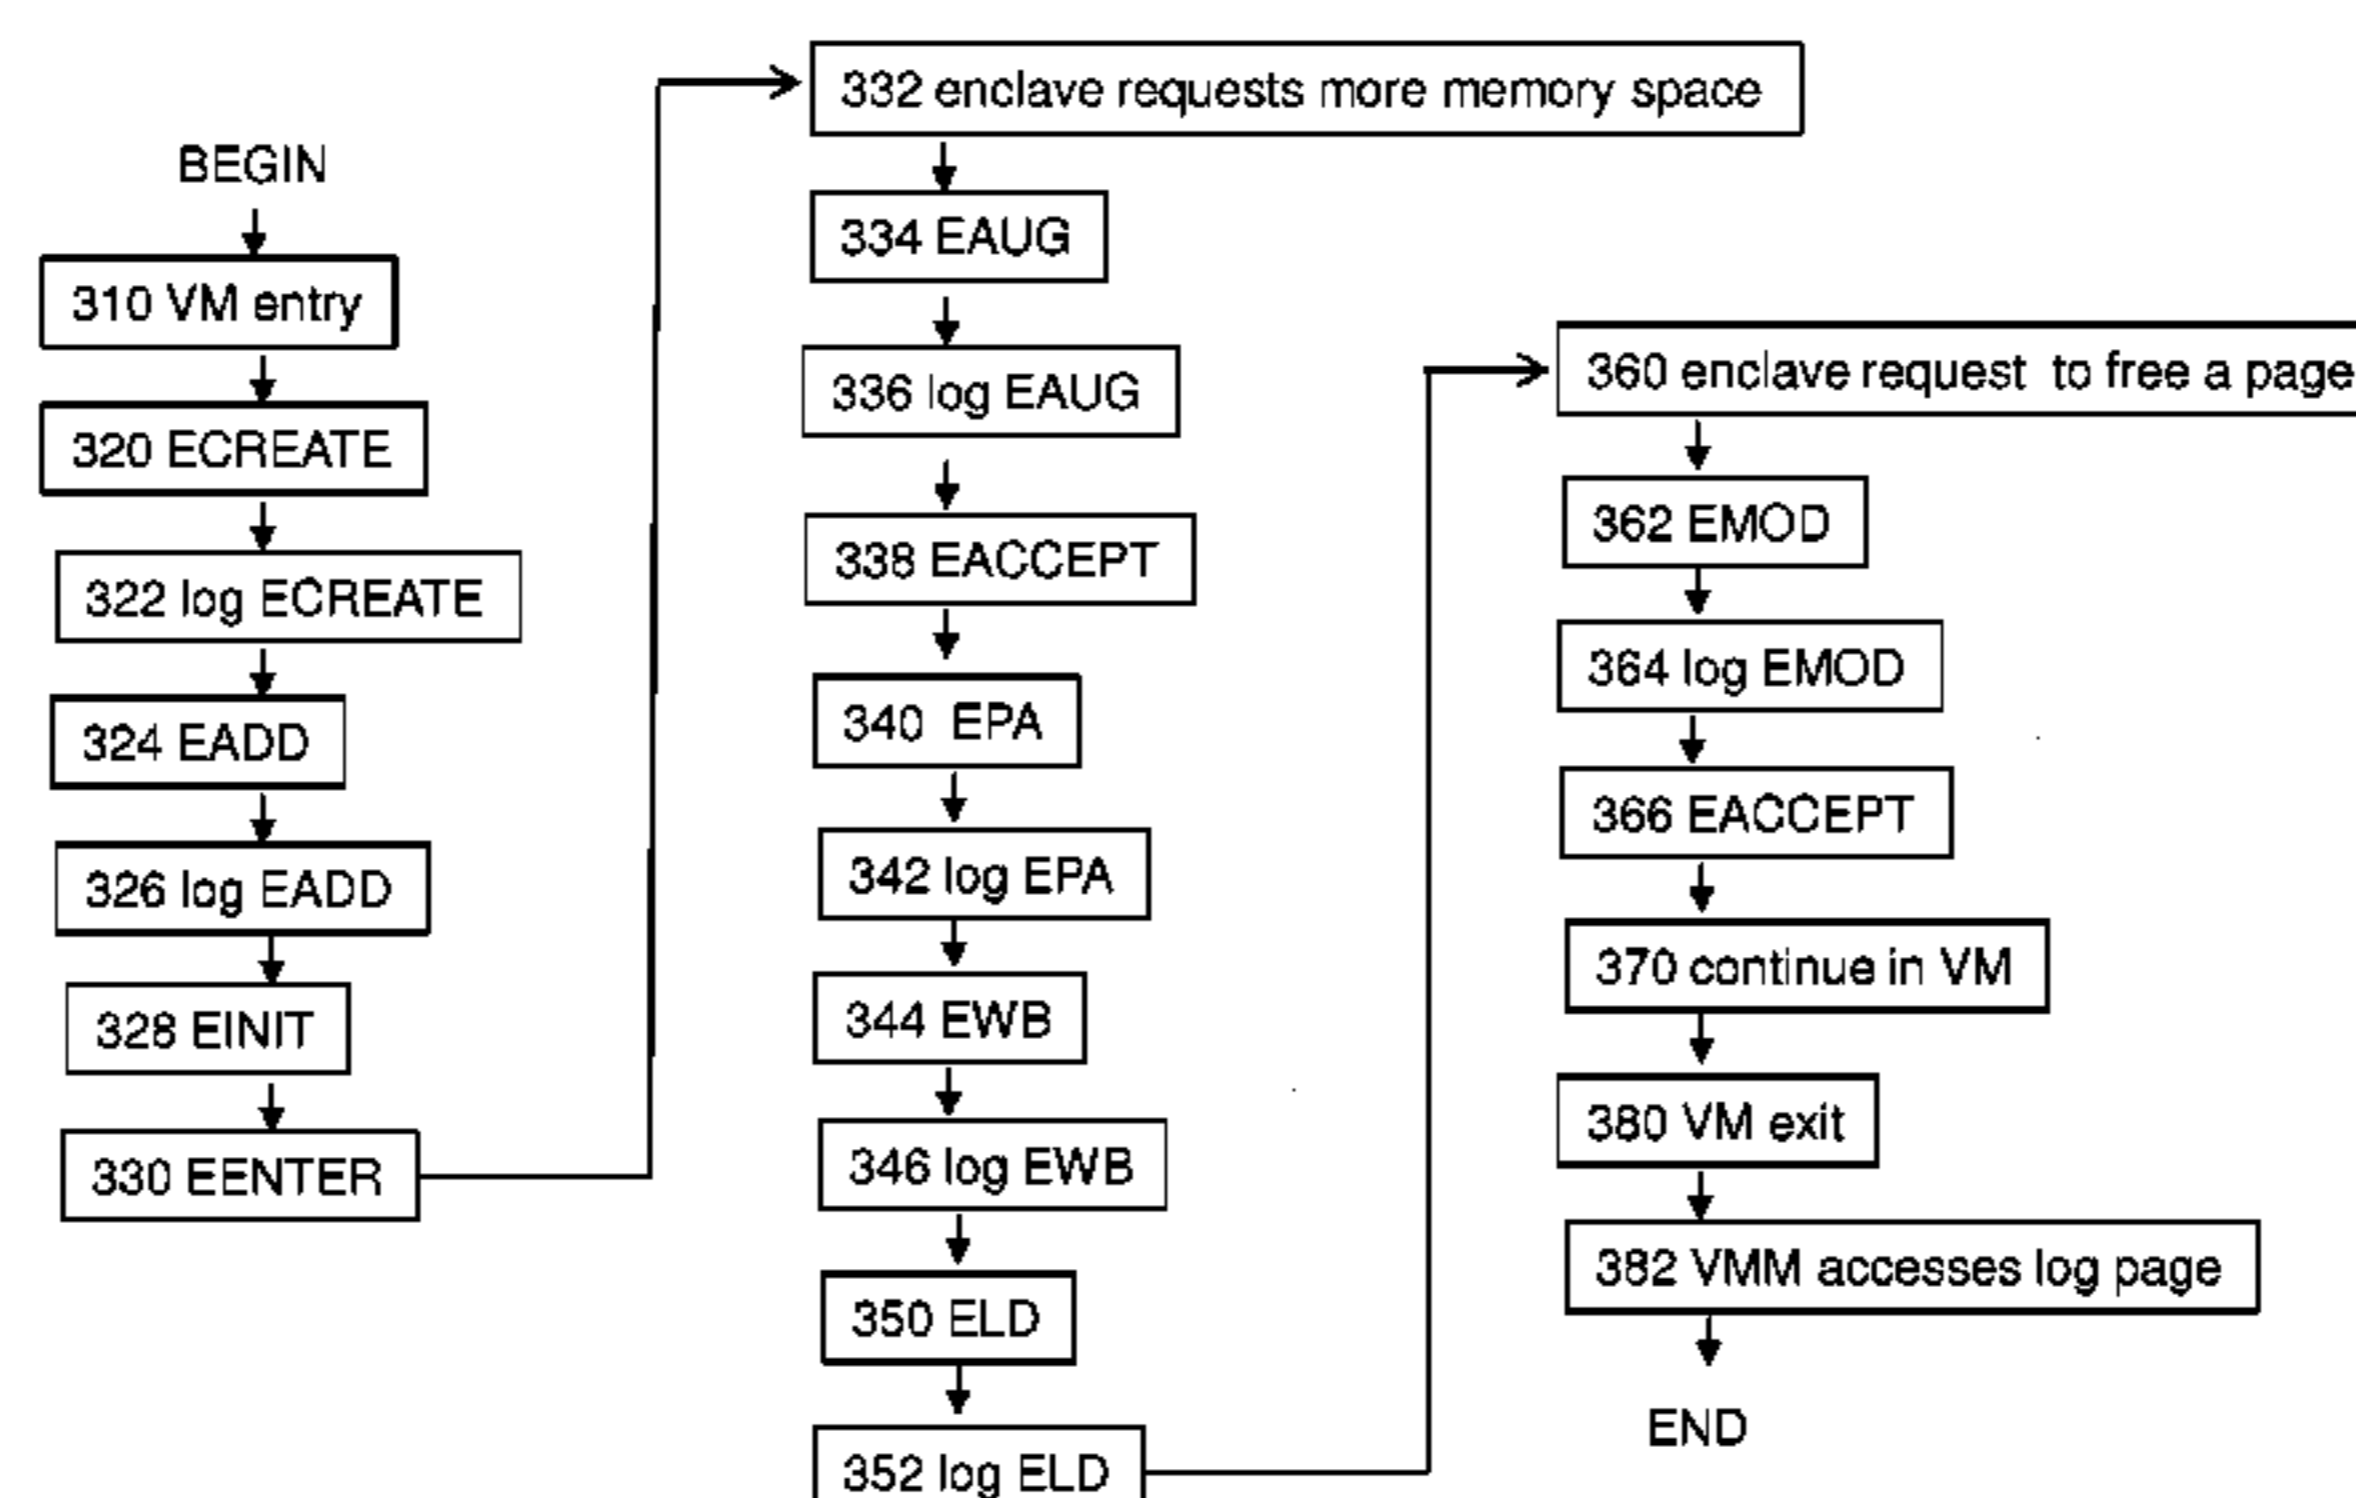 BEGIN
310 VM entry
320 ECREATE
322 log ECREATE
324 EADD
326 log EADD
328 EINIT
330 EENTER
332 enclave requests more memory space
334 EAUG
336 log EAUG
338 EACCEPT
340 EPA
342 log EPA
344 EWB
346 log EWB
350 ELD
352 log ELD
360 enclave request to free a page
362 EMOD
364 log EMOD
366 EACCEPT
370 continue in VM
380 VM exit
382 VMM accesses log page
END